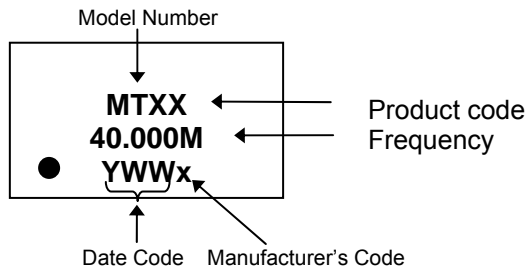 Model Number
MTXX
Product code
40.000M
Frequency
YWWx
Date Code Manufacturer's Code